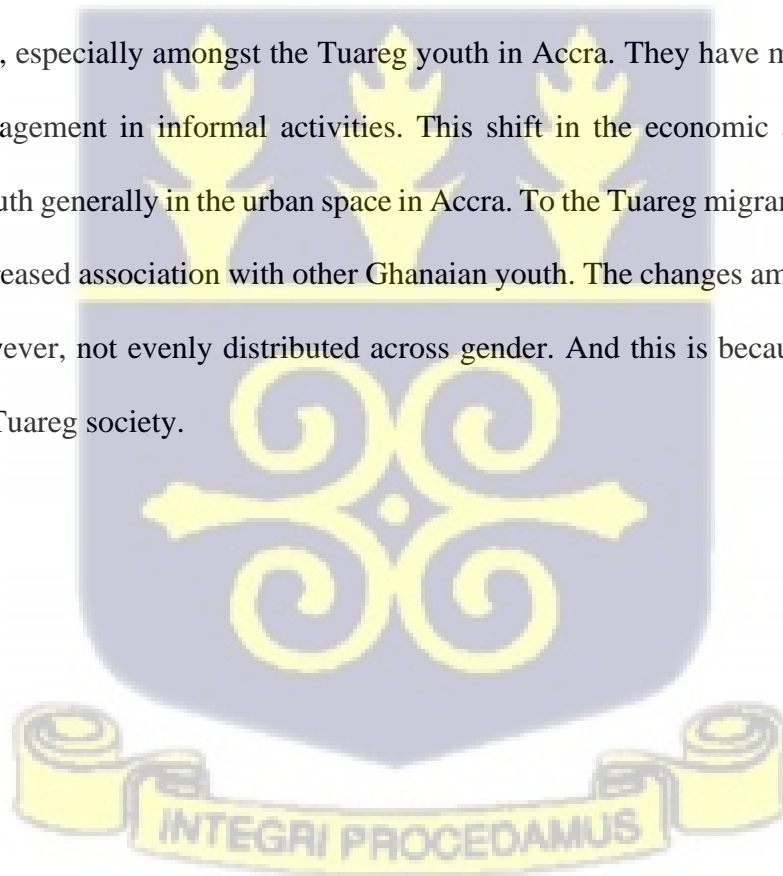 , especially amongst the Tuareg youth in Accra. They have m
agement in informal activities. This shift in the economic
uth generally in the urban space in Accra. To the Tuareg migran
reased association with other Ghanaian youth. The changes am
vever, not evenly distributed across gender. And this is becau
Tuareg society.
INTEGRI PROCEDAMUS